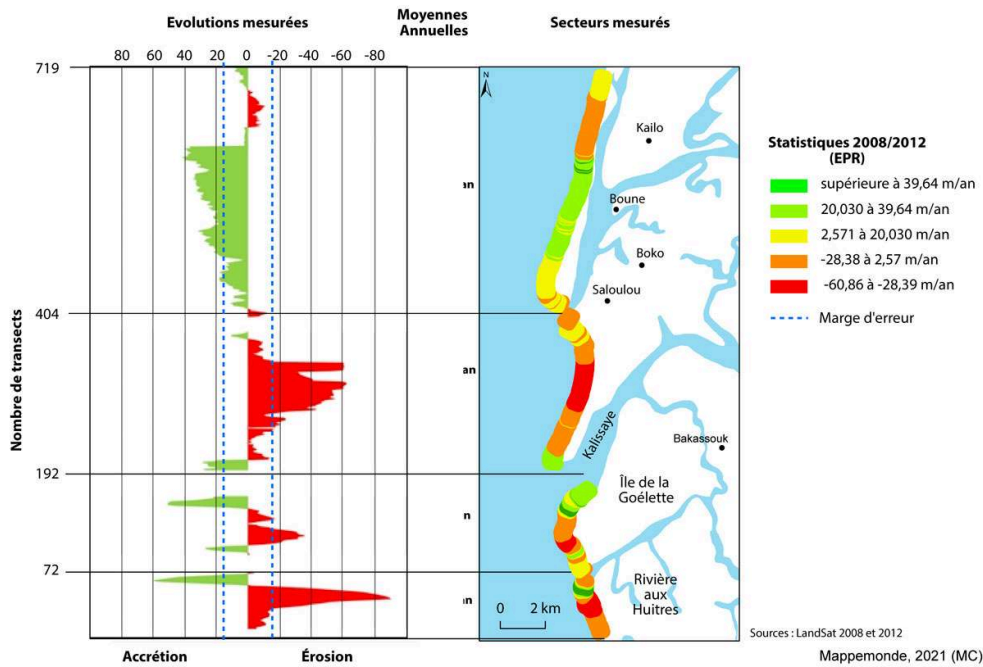 Evolutions mesurées
Moyennes
Annuelles
Secteurs mesurés
80 60 40 20 0 -20 -40 -60 -80
719
404
192
72
Nombre de transects
an
an
n
an
Accrétion
Érosion
N
Kailo
Boune
Boko
Saloulou
Kalissaye
Bakassouk
Île de la
Goélette
Rivière
aux
Huitres
0 2 km
Statistiques 2008/2012
(EPR)
supérieure à 39,64 m/an
20,030 à 39,64 m/an
2,571 à 20,030 m/an
-28,38 à 2,57 m/an
-60,86 à -28,39 m/an
Marge d'erreur
Sources : LandSat 2008 et 2012
Mappemonde, 2021 (MC)